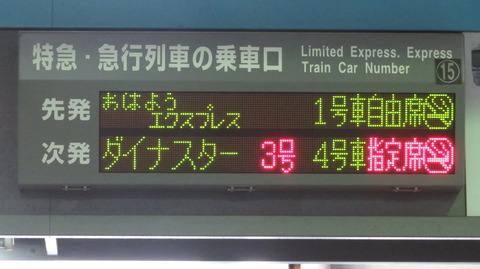 特急・急行列車の乗車口
Limited Express. Express
Train Car Number
⑮
先発 おはよう
エクスプレス 1号車自由席
次発 ダイナスター 3号 4号車指定席